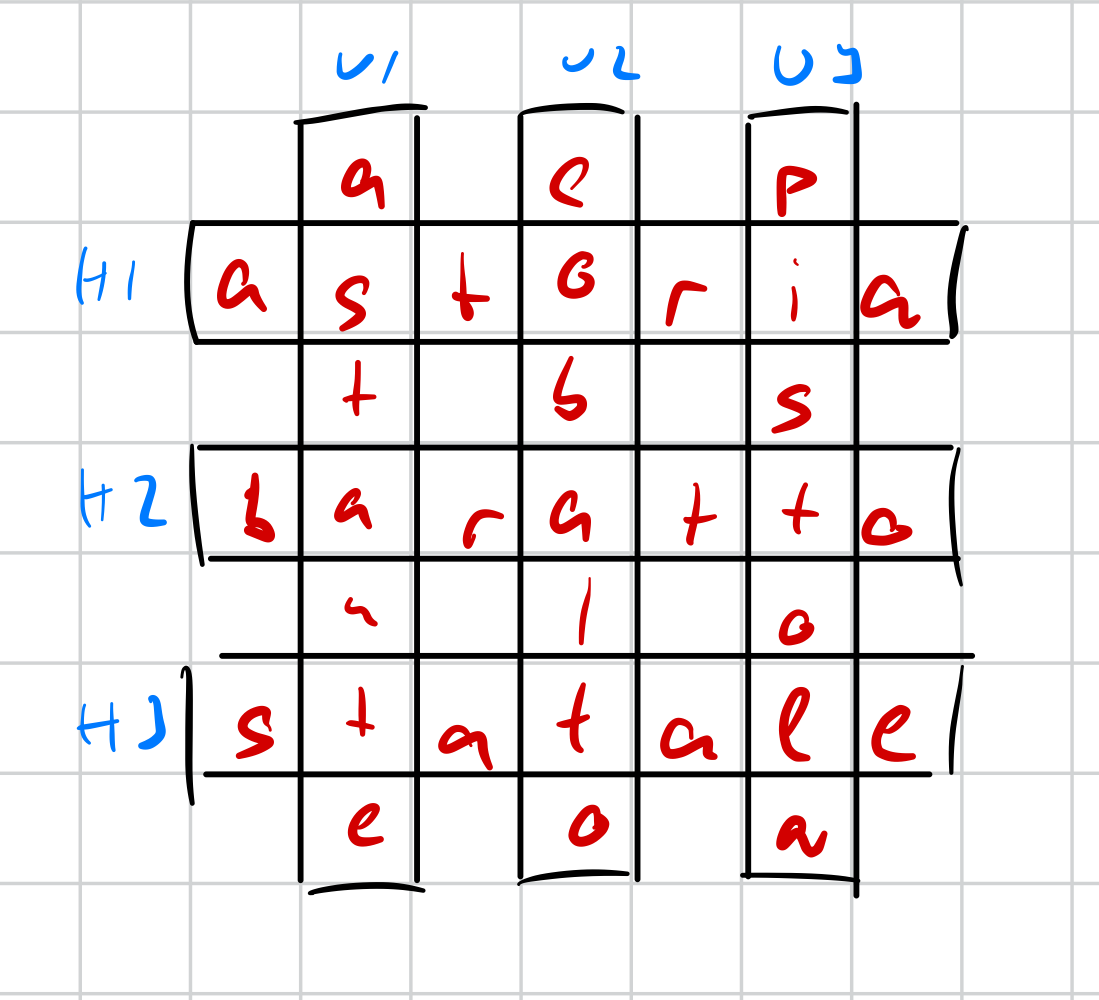 V1 V2 V3
a c p
H1 a s t o r i a
t b s
H2 b a r a t t o
n l o
H3 s t a t a l e
e o a